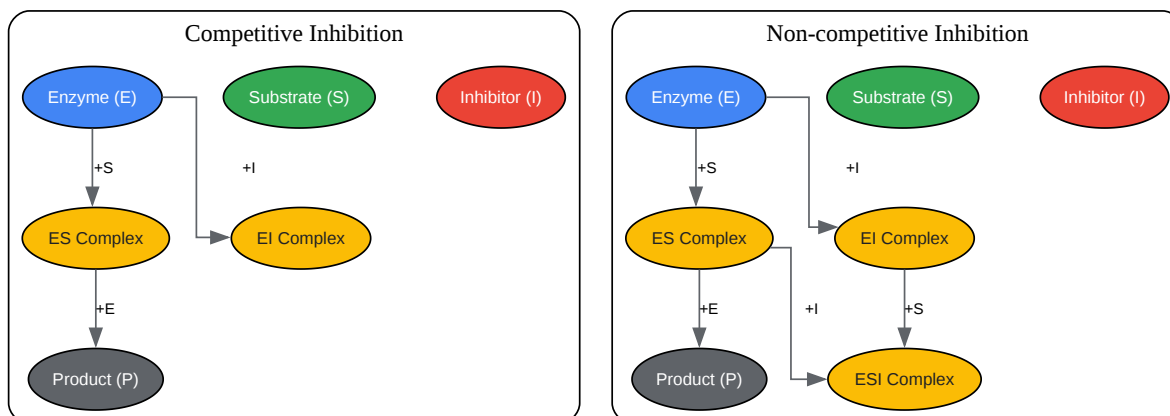 Competitive Inhibition
Enzyme (E)
Substrate (S)
Inhibitor (I)
+S
+I
ES Complex
EI Complex
+E
Product (P)
Non-competitive Inhibition
Enzyme (E)
Substrate (S)
Inhibitor (I)
+S
+I
ES Complex
EI Complex
+E
+I
+S
Product (P)
ESI Complex